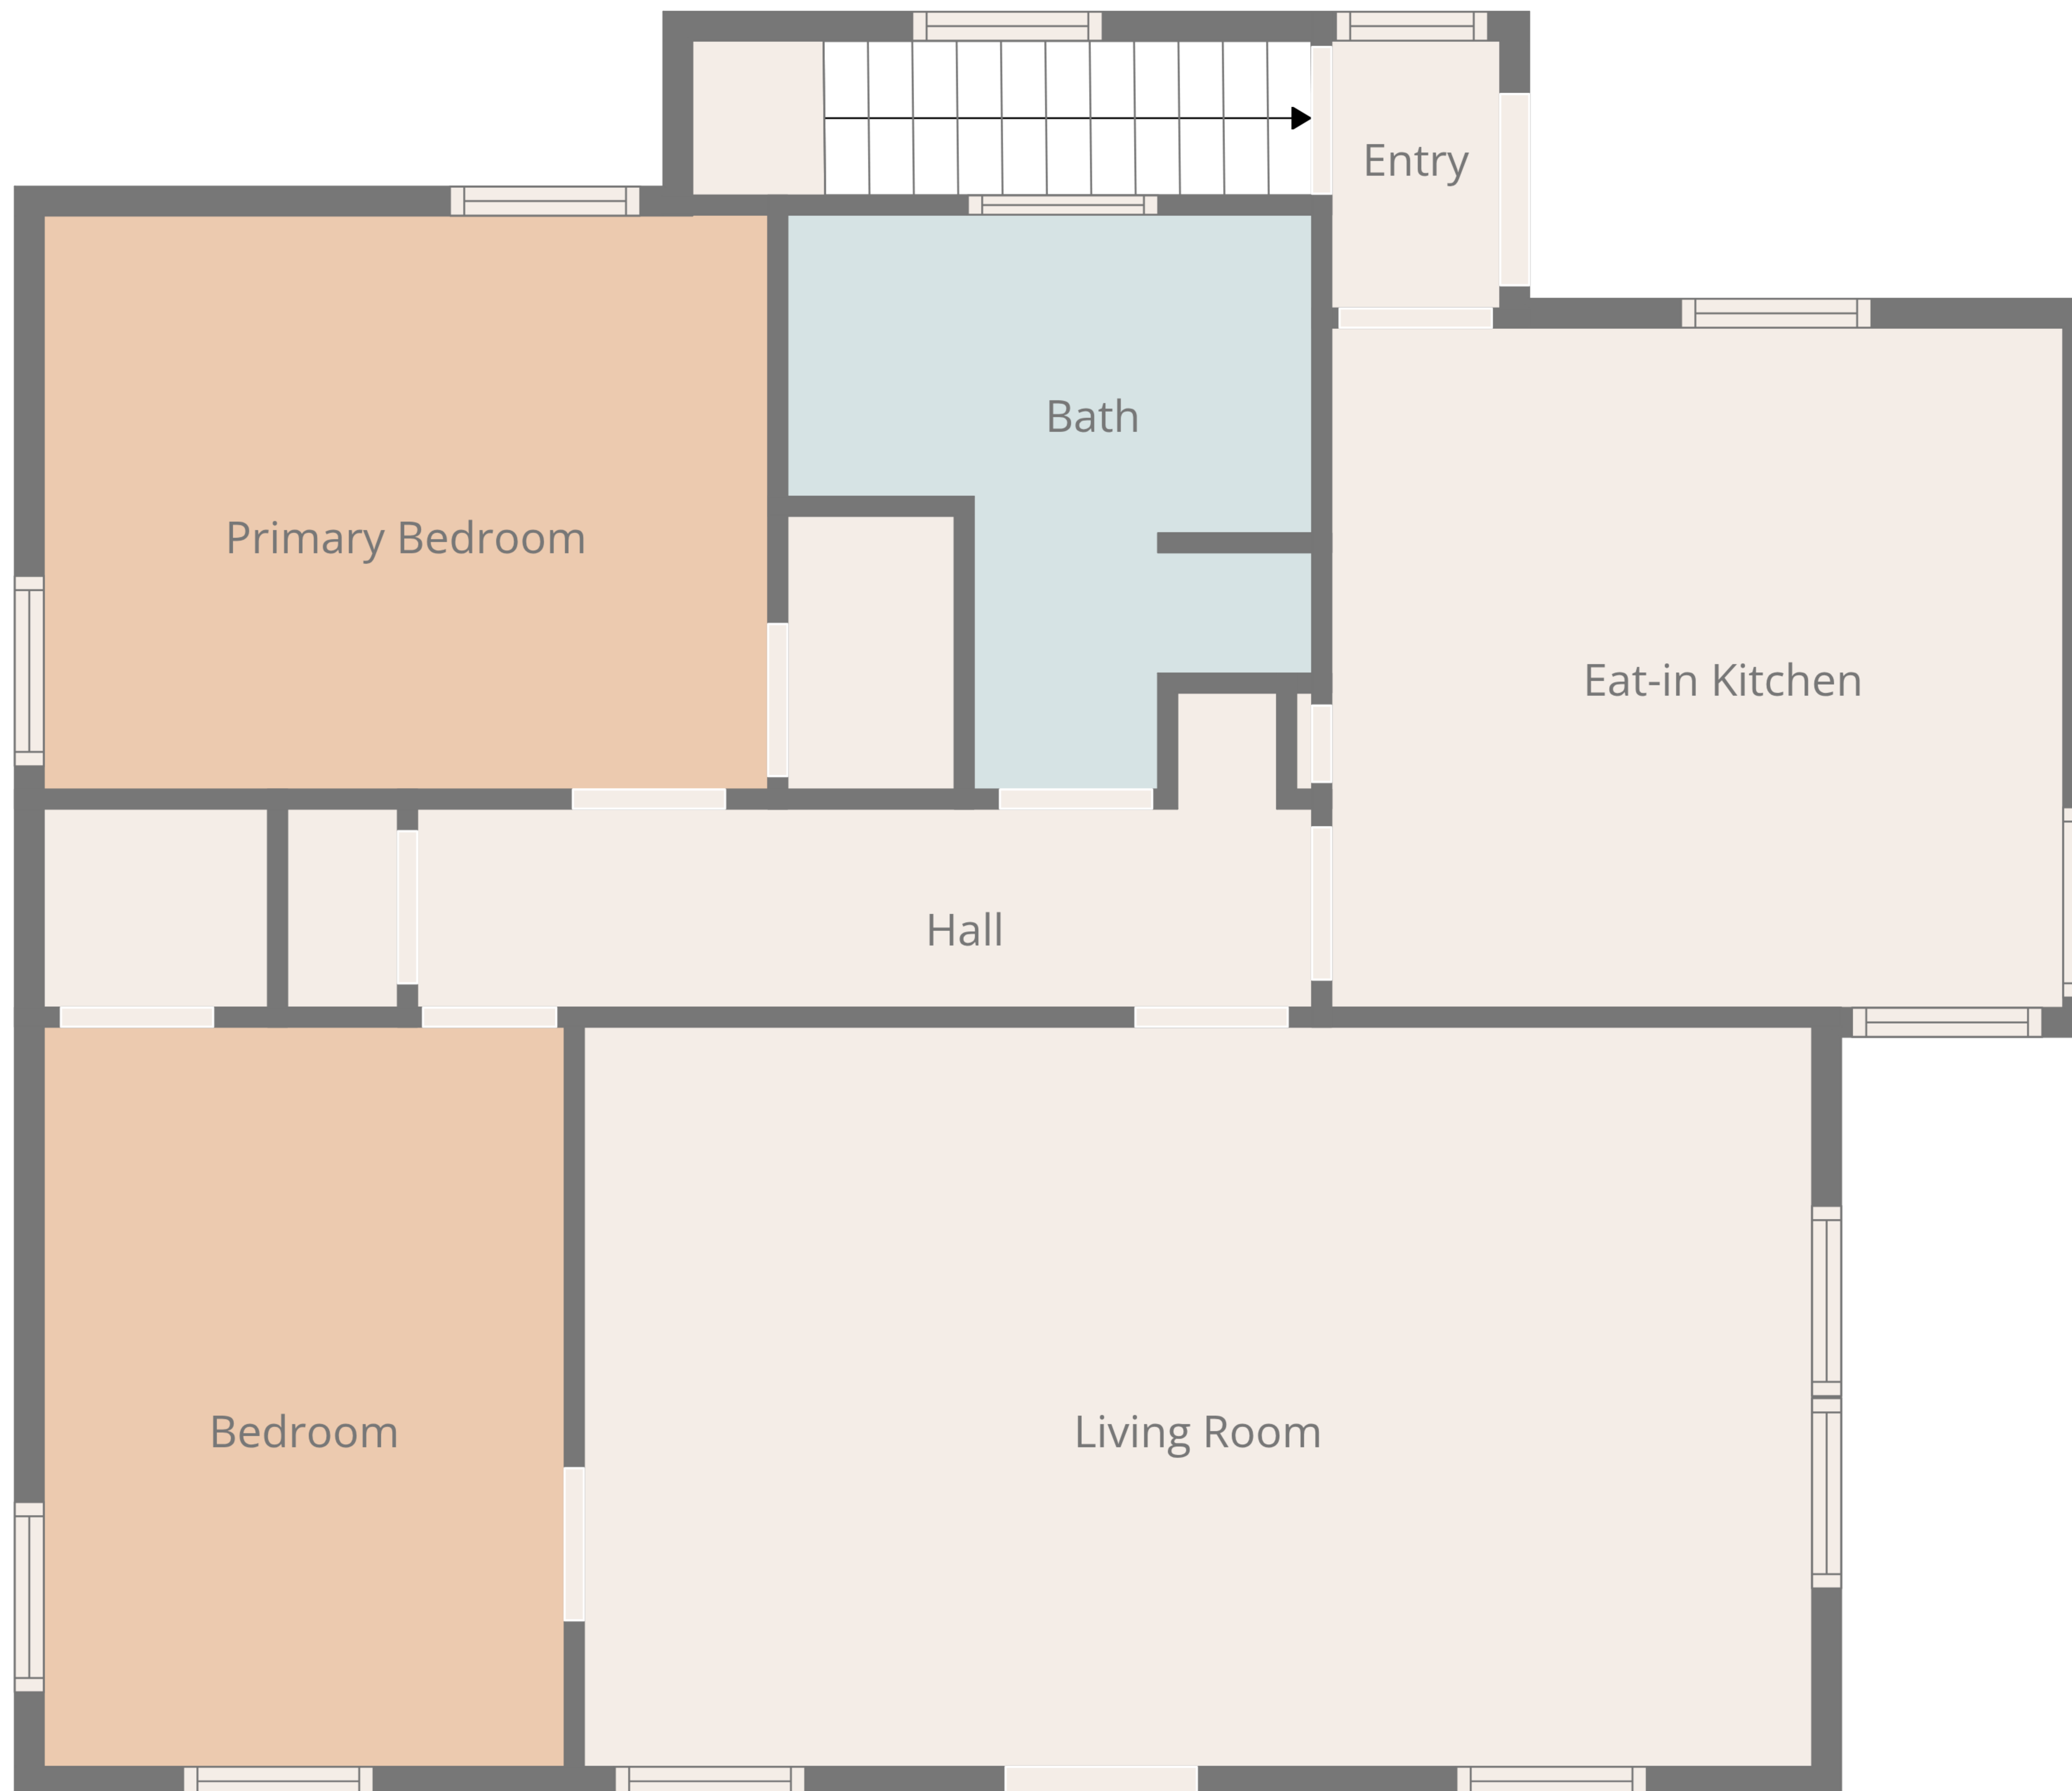 Entry
Bath
Primary Bedroom
Eat-in Kitchen
Hall
Bedroom
Living Room